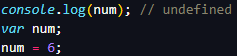 console.log(num); // undefined
var num;
num = 6;